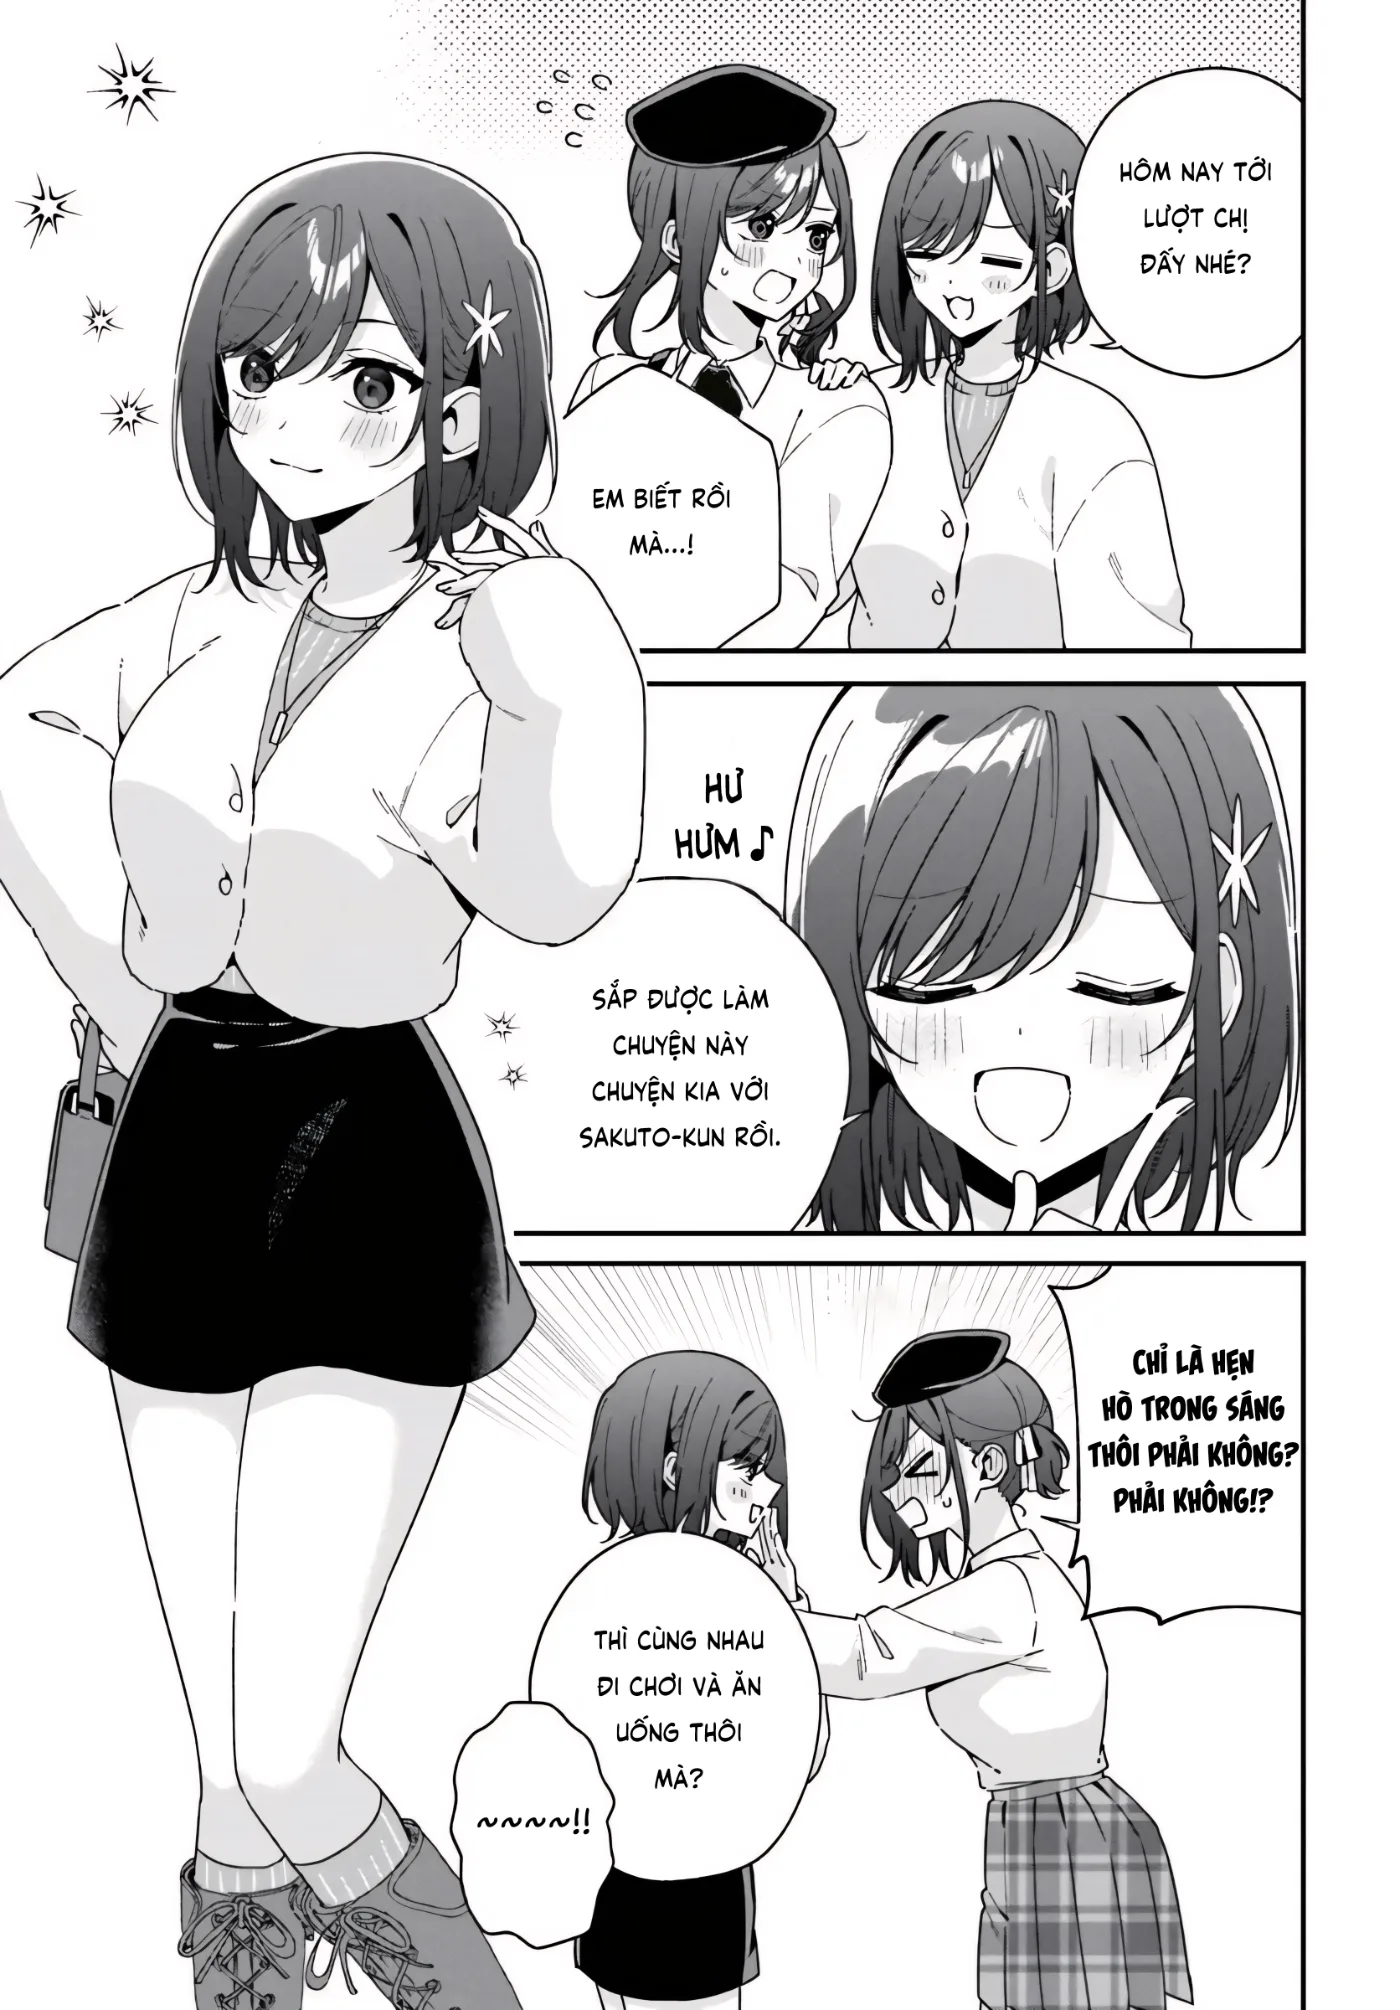 HÔM NAY TỚI
LƯỢT CHỊ
ĐẤY NHÉ?
EM BIẾT RỒI
MÀ...!
HƯ
HƯM♪
SẮP ĐƯỢC LÀM
CHUYỆN NÀY
CHUYỆN KIA VỚI
SAKUTO-KUN RỒI.
CHỈ LÀ HẸN
HÒ TRONG SÁNG
THÔI PHẢI KHÔNG?
PHẢI KHÔNG!?
THÌ CÙNG NHAU
ĐI CHƠI VÀ ĂN
UỐNG THÔI
MÀ?
~~~~!!